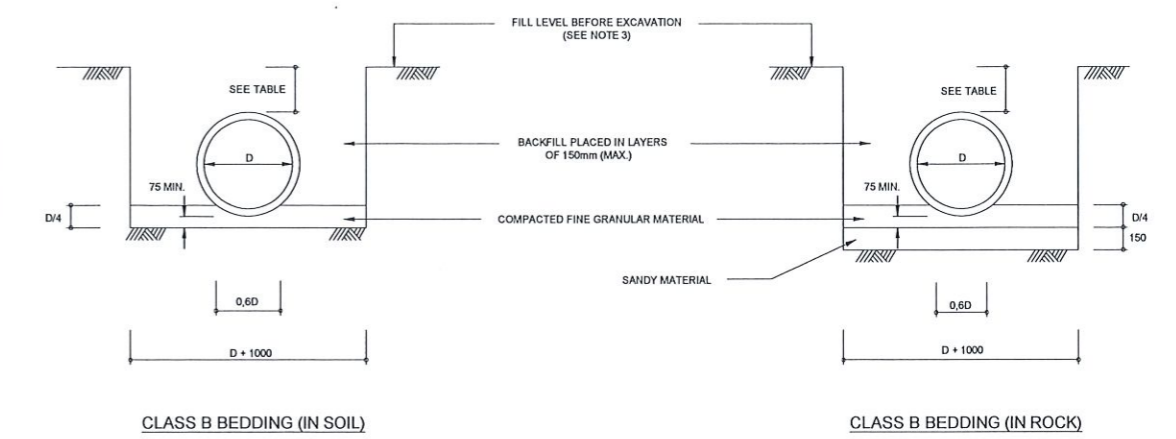 FILL LEVEL BEFORE EXCAVATION
(SEE NOTE 3)
SEE TABLE
SEE TABLE
D
D
BACKFILL PLACED IN LAYERS
OF 150mm (MAX.)
75 MIN.
75 MIN.
D/4
COMPACTED FINE GRANULAR MATERIAL
D/4
150
SANDY MATERIAL
0,6D
0,6D
D + 1000
D + 1000
CLASS B BEDDING (IN SOIL)
CLASS B BEDDING (IN ROCK)